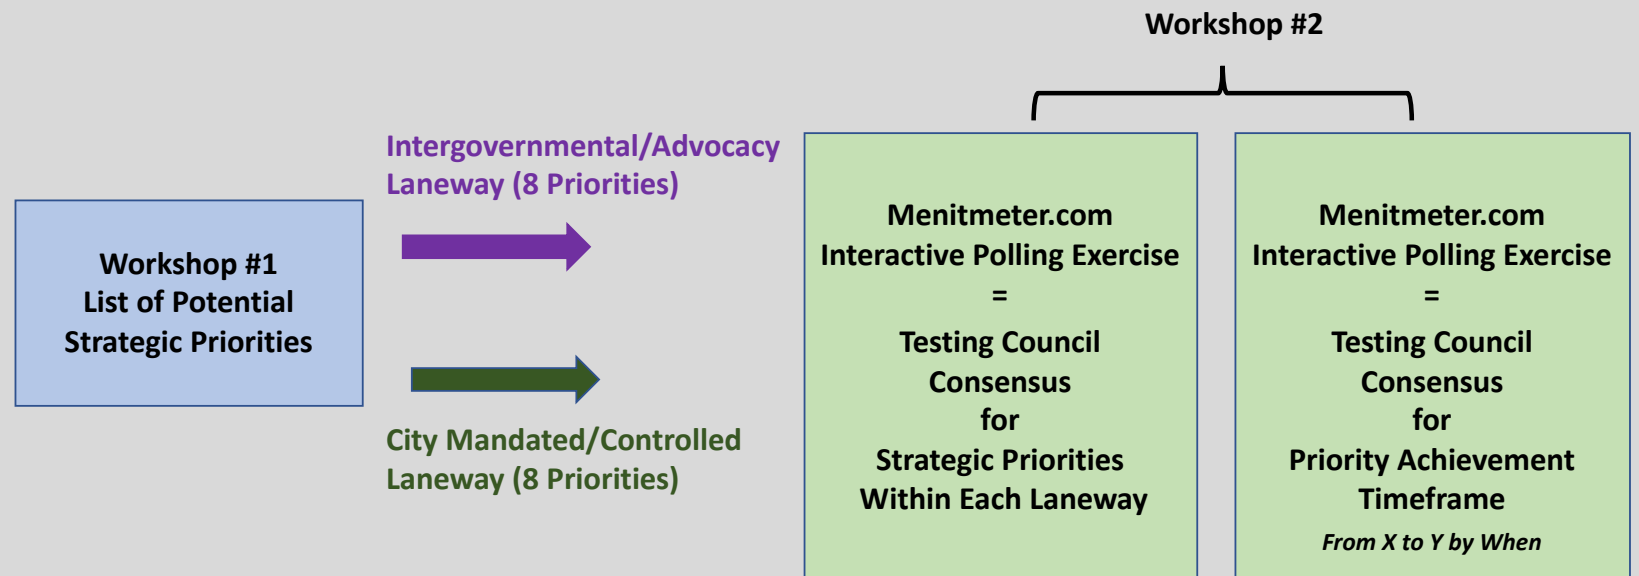 Workshop #2
Workshop #1
List of Potential
Strategic Priorities
Intergovernmental/Advocacy
Laneway (8 Priorities)
City Mandated/Controlled
Laneway (8 Priorities)
Menitmeter.com
Interactive Polling Exercise
=
Testing Council
Consensus
for
Strategic Priorities
Within Each Laneway
Menitmeter.com
Interactive Polling Exercise
=
Testing Council
Consensus
for
Priority Achievement
Timeframe
From X to Y by When